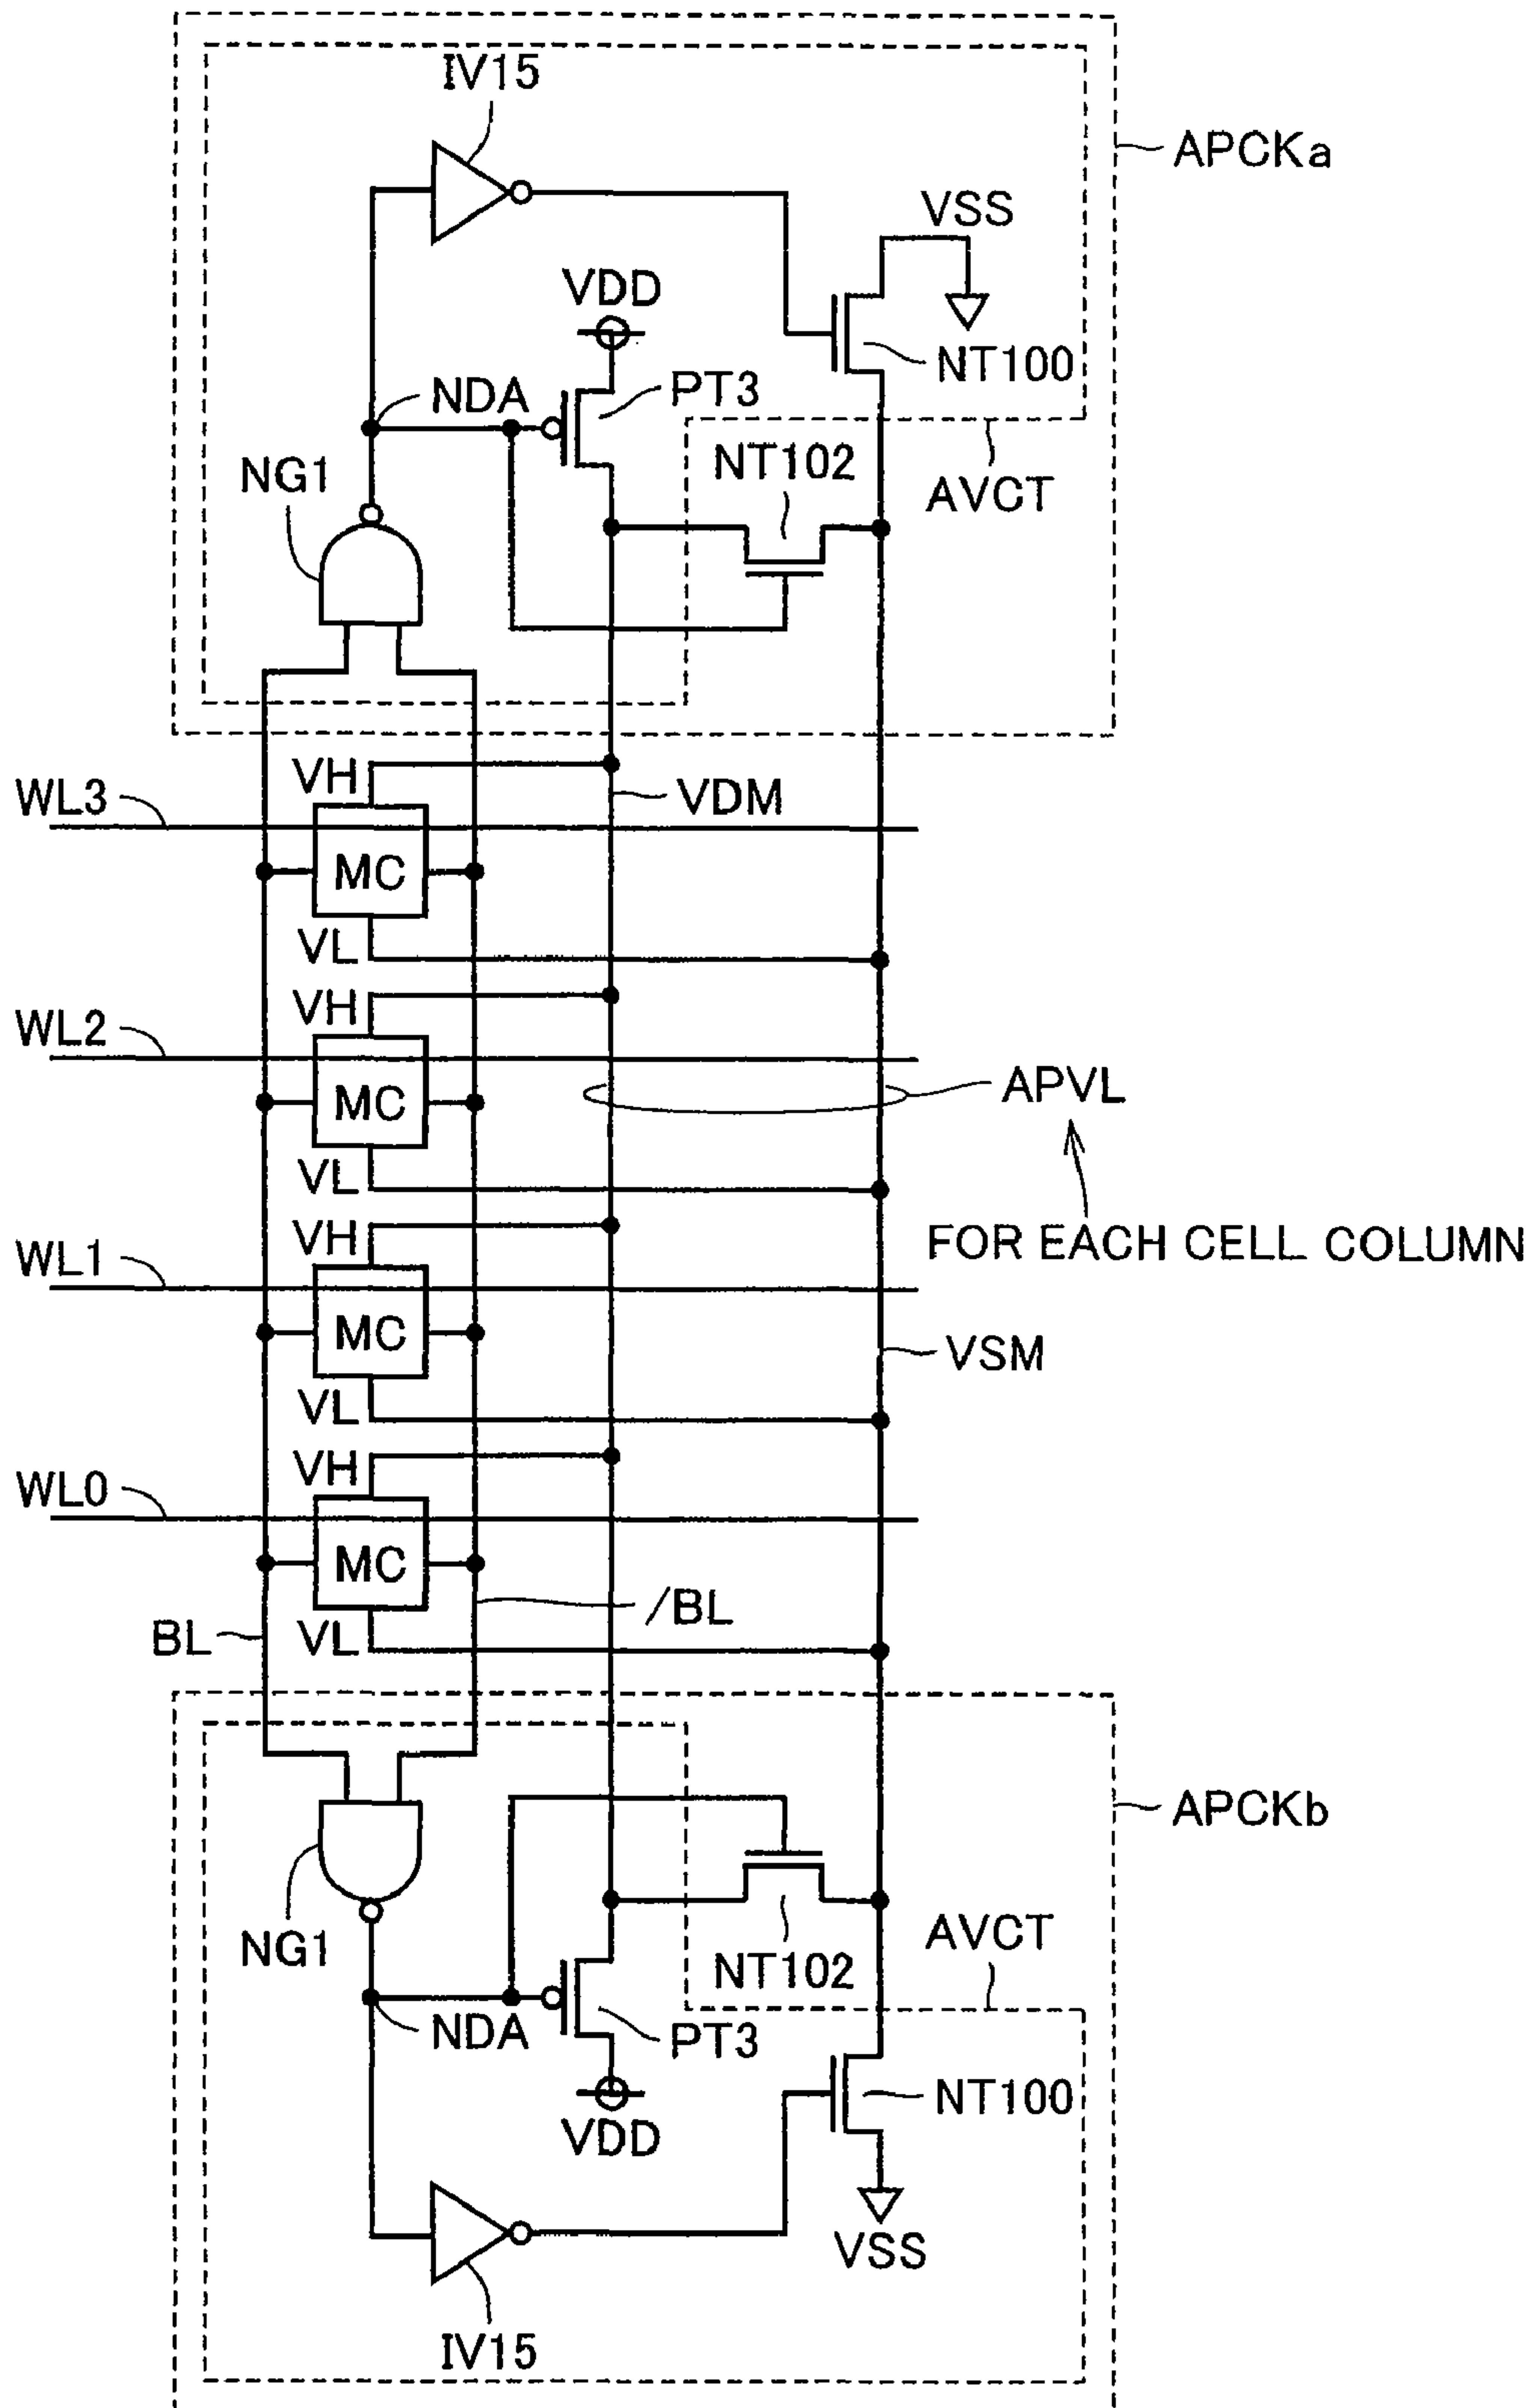 IV15
APCKa
VSS
VDD
NT100
PT3
NDA
NT102
NG1
AVCT
VH
WL3
VDM
MC
VL
VH
WL2
MC
APVL
VL
VH
FOR EACH CELL COLUMN
WL1
MC
VSM
VL
VH
WL0
MC
/BL
BL
VL
APCKb
AVCT
NG1
NT102
NDA
PT3
NT100
VDD
VSS
IV15